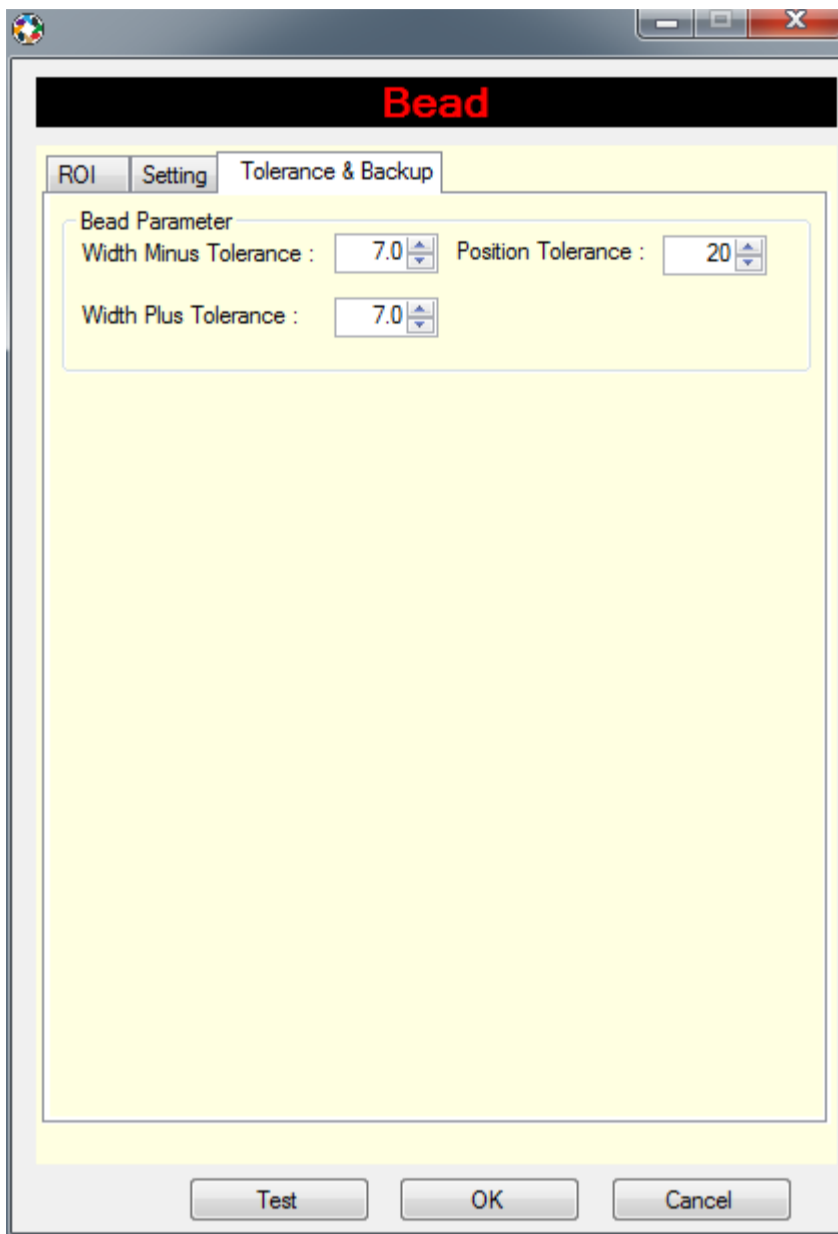 Bead
ROI Setting Tolerance & Backup
Bead Parameter
Width Minus Tolerance : 7.0 Position Tolerance : 20
Width Plus Tolerance : 7.0
Test OK Cancel